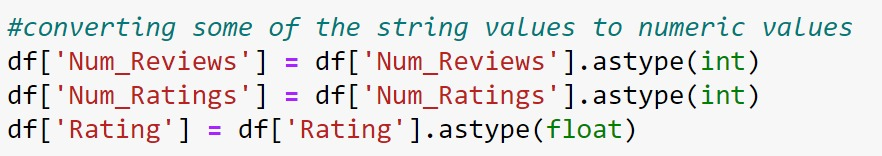 #converting some of the string values to numeric values
df['Num_Reviews'] = df['Num_Reviews'].astype(int)
df['Num_Ratings'] = df['Num_Ratings'].astype(int)
df['Rating'] = df['Rating'].astype(float)